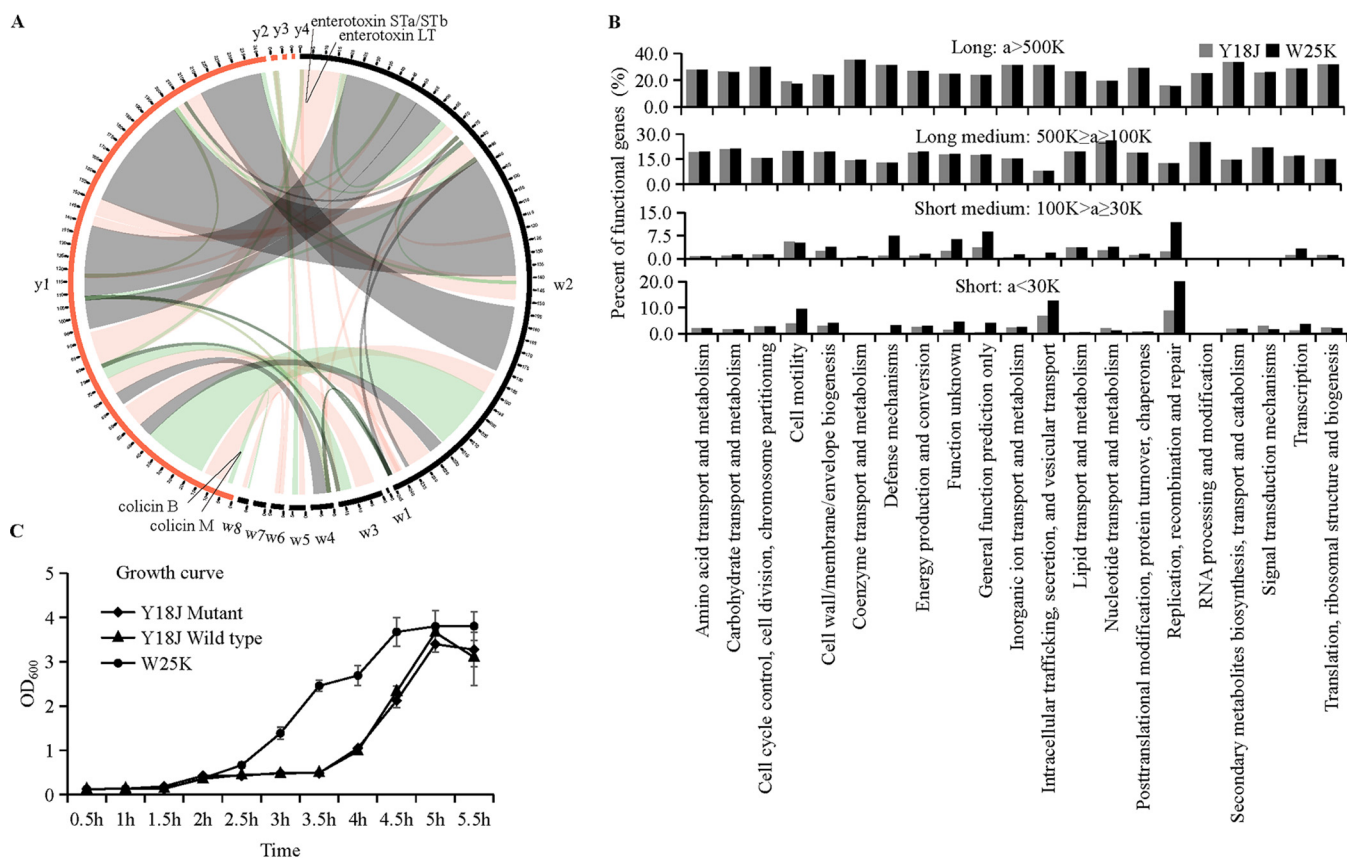 A
enterotoxin STa/STb
enterotoxin LT
y2 y3 y4
y1
w2
colicin B
colicin M
w8 w7 w6 w5 w4 w3 w1
B
Percent of functional genes (%)
Long: a>500K
Y18J
W25K
40.0
20.0
0.0
Long medium: 500K≥a≥100K
30.0
15.0
0.0
Short medium: 100K>a≥30K
15.0
7.5
0.0
Short: a<30K
20.0
10.0
0.0
Amino acid transport and metabolism
Carbohydrate transport and metabolism
Cell cycle control, cell division, chromosome partitioning
Cell motility
Cell wall/membrane/envelope biogenesis
Coenzyme transport and metabolism
Defense mechanisms
Energy production and conversion
Function unknown
General function prediction only
Inorganic ion transport and metabolism
Intracellular trafficking, secretion, and vesicular transport
Lipid transport and metabolism
Nucleotide transport and metabolism
Posttranslational modification, protein turnover, chaperones
Replication, recombination and repair
RNA processing and modification
Secondary metabolites biosynthesis, transport and catabolism
Signal transduction mechanisms
Transcription
Translation, ribosomal structure and biogenesis
C
Growth curve
Y18J Mutant
Y18J Wild type
W25K
OD600
5
4
3
2
1
0
0.5h 1h 1.5h 2h 2.5h 3h 3.5h 4h 4.5h 5h 5.5h
Time